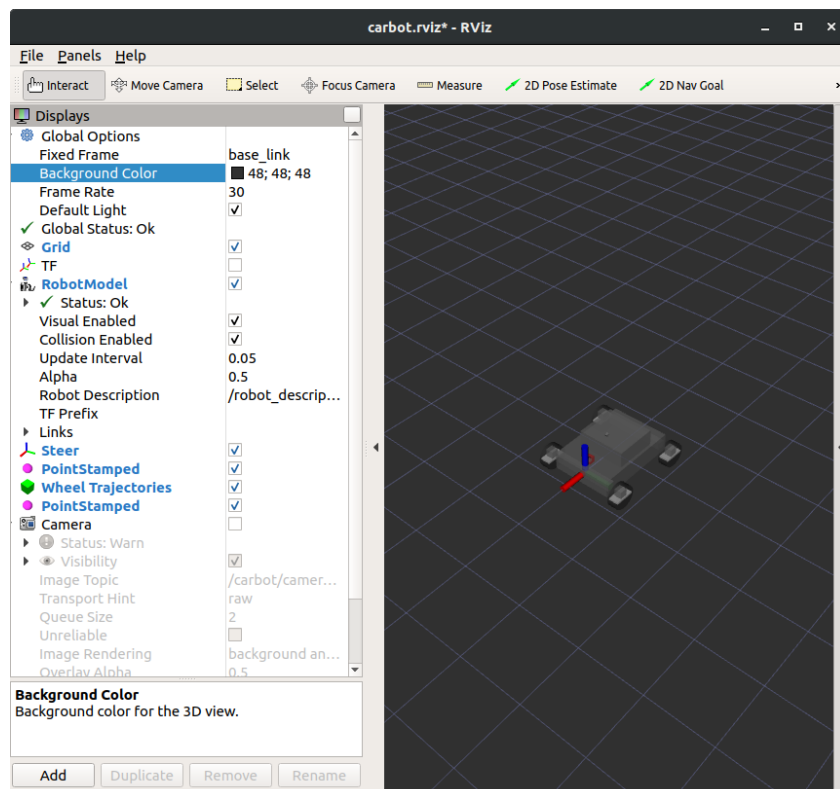 carbot.rviz* - RViz
File Panels Help
Interact Move Camera Select Focus Camera Measure 2D Pose Estimate 2D Nav Goal
Displays
Global Options
Fixed Frame base_link
Background Color 48; 48; 48
Frame Rate 30
Default Light
Global Status: Ok
Grid
TF
RobotModel
Status: Ok
Visual Enabled
Collision Enabled
Update Interval 0.05
Alpha 0.5
Robot Description /robot_descrip...
TF Prefix
Links
Steer
PointStamped
Wheel Trajectories
PointStamped
Camera
Status: Warn
Visibility
Image Topic /carbot/camer...
Transport Hint raw
Queue Size 2
Unreliable
Image Rendering background an...
Overlay Alpha 0.5
Background Color
Background color for the 3D view.
Add Duplicate Remove Rename